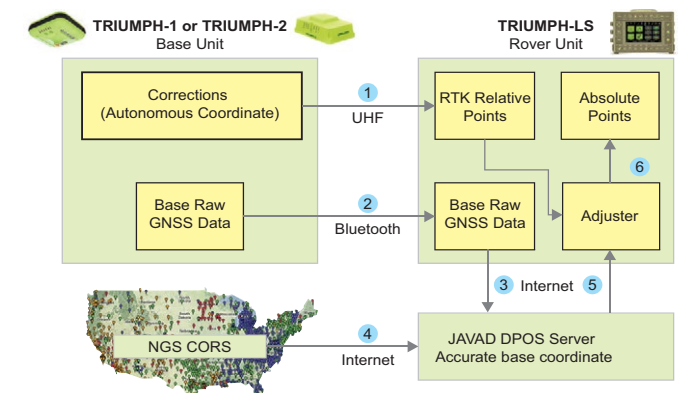 TRIUMPH-1 or TRIUMPH-2
Base Unit
TRIUMPH-LS
Rover Unit
Corrections
(Autonomous Coordinate)
1
UHF
RTK Relative
Points
Absolute
Points
6
Base Raw
GNSS Data
2
Bluetooth
Base Raw
GNSS Data
Adjuster
3 Internet 5
NGS CORS
4
Internet
JAVAD DPOS Server
Accurate base coordinate